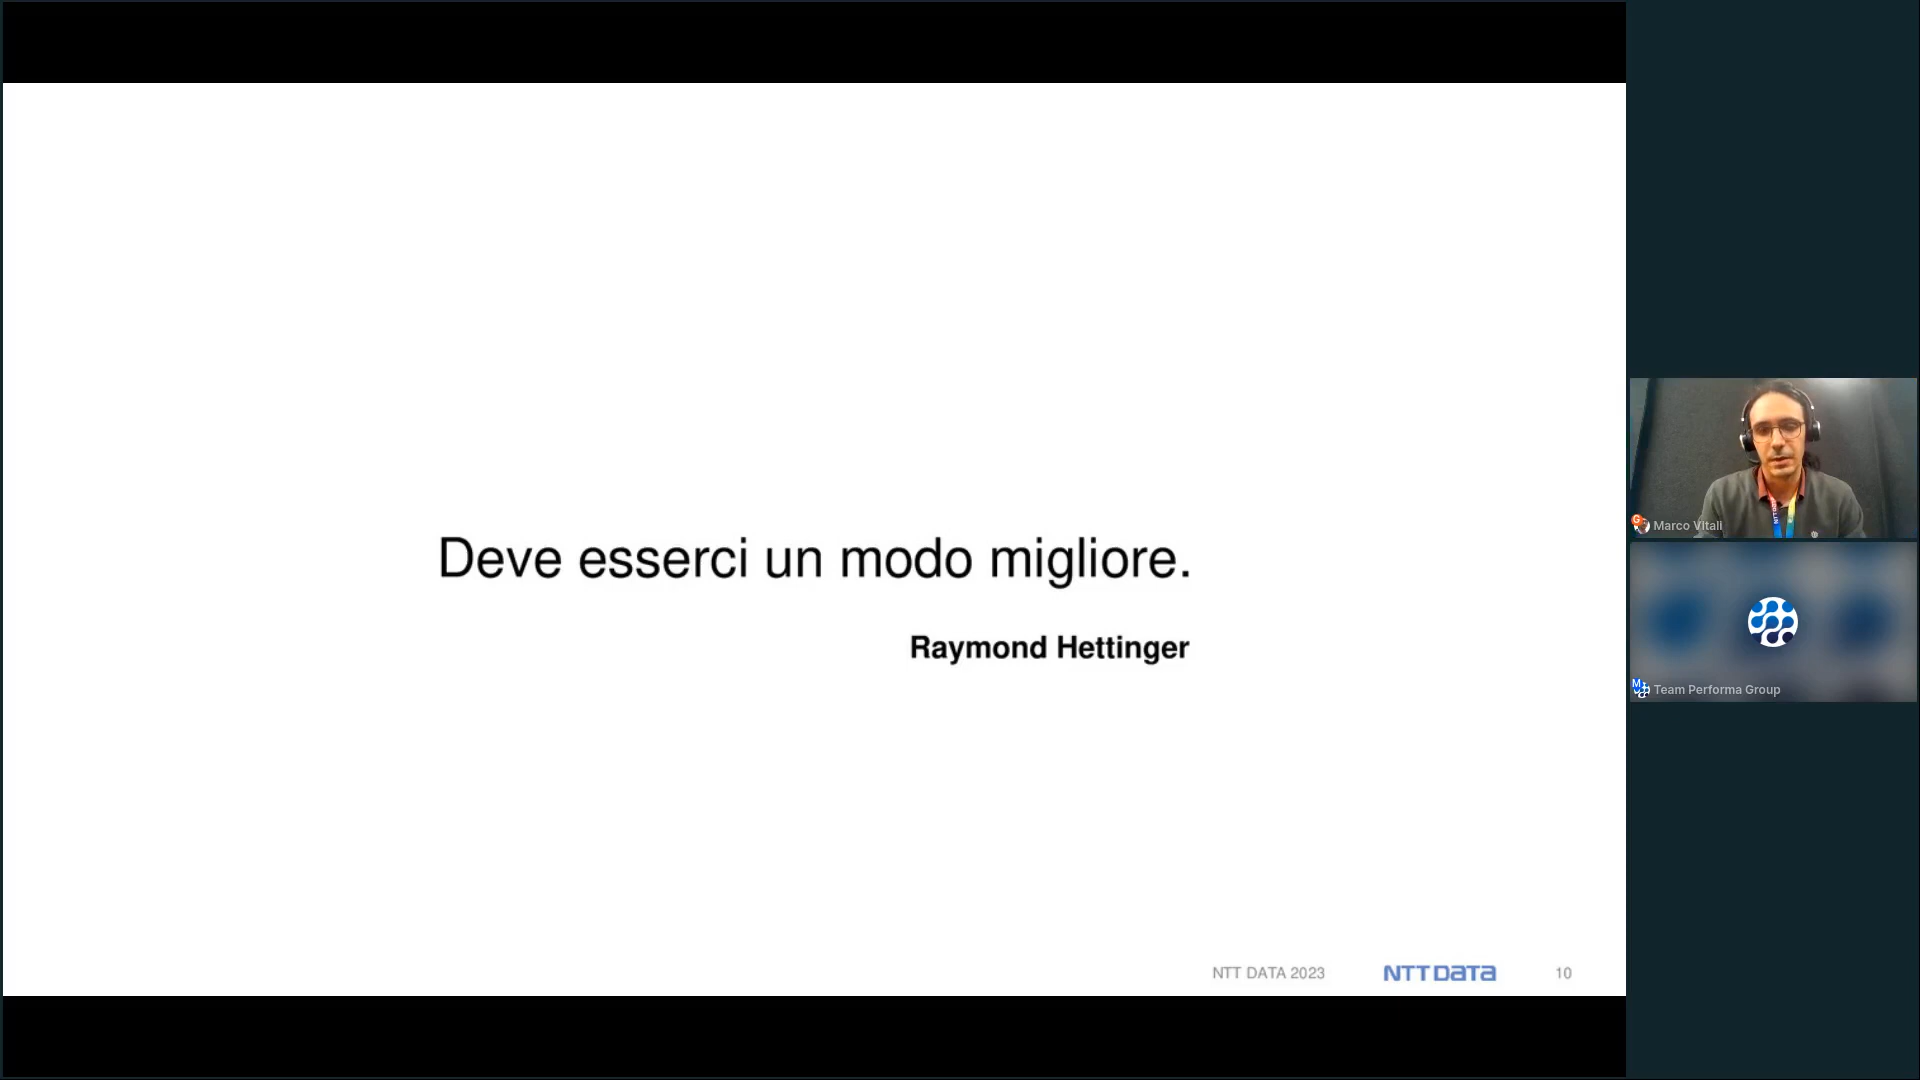 Deve esserci un modo migliore.
Raymond Hettinger
NTT DATA 2023
NTT DATA
10
Marco Vitali
Team Performa Group